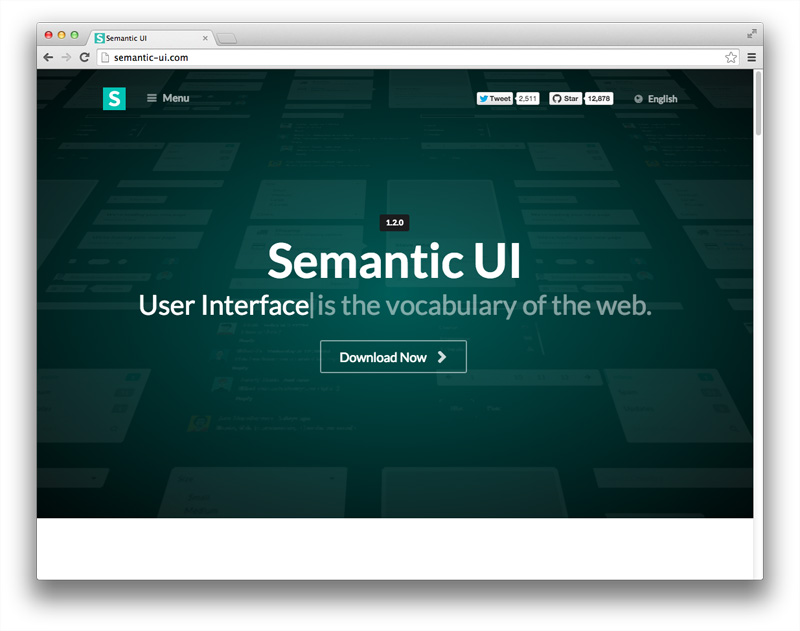 Semantic UI
semantic-ui.com
S
Menu
Tweet 2,511
Star 12,878
English
1.2.0
Semantic UI
User Interface is the vocabulary of the web.
Download Now